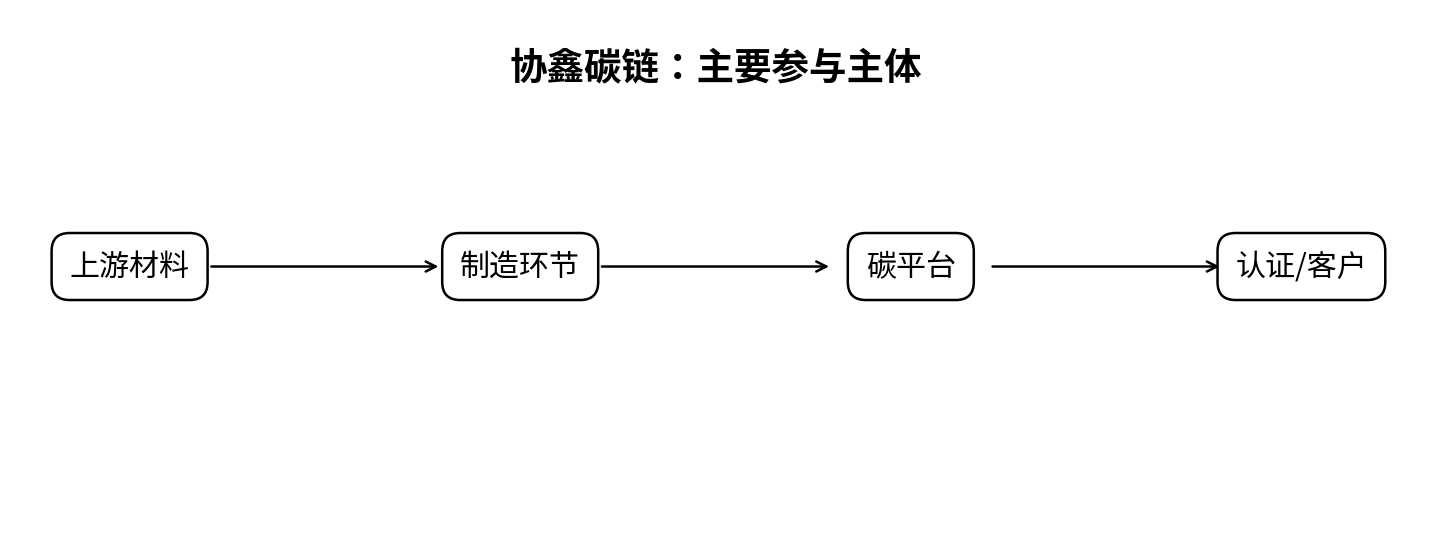 协鑫碳链：主要参与主体
上游材料
制造环节
碳平台
认证/客户